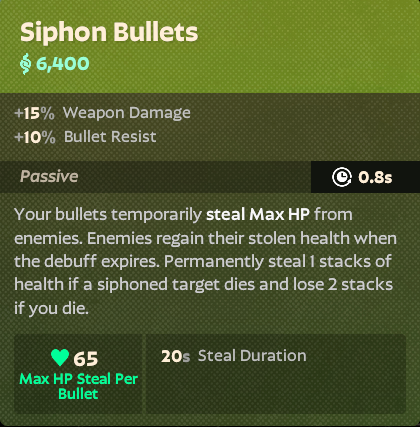 Siphon Bullets
6,400
+15% Weapon Damage
+10% Bullet Resist
Passive
0.8s
Your bullets temporarily steal Max HP from
enemies. Enemies regain their stolen health when
the debuff expires. Permanently steal 1 stacks of
health if a siphoned target dies and lose 2 stacks
if you die.
65
Max HP Steal Per
Bullet
20s Steal Duration